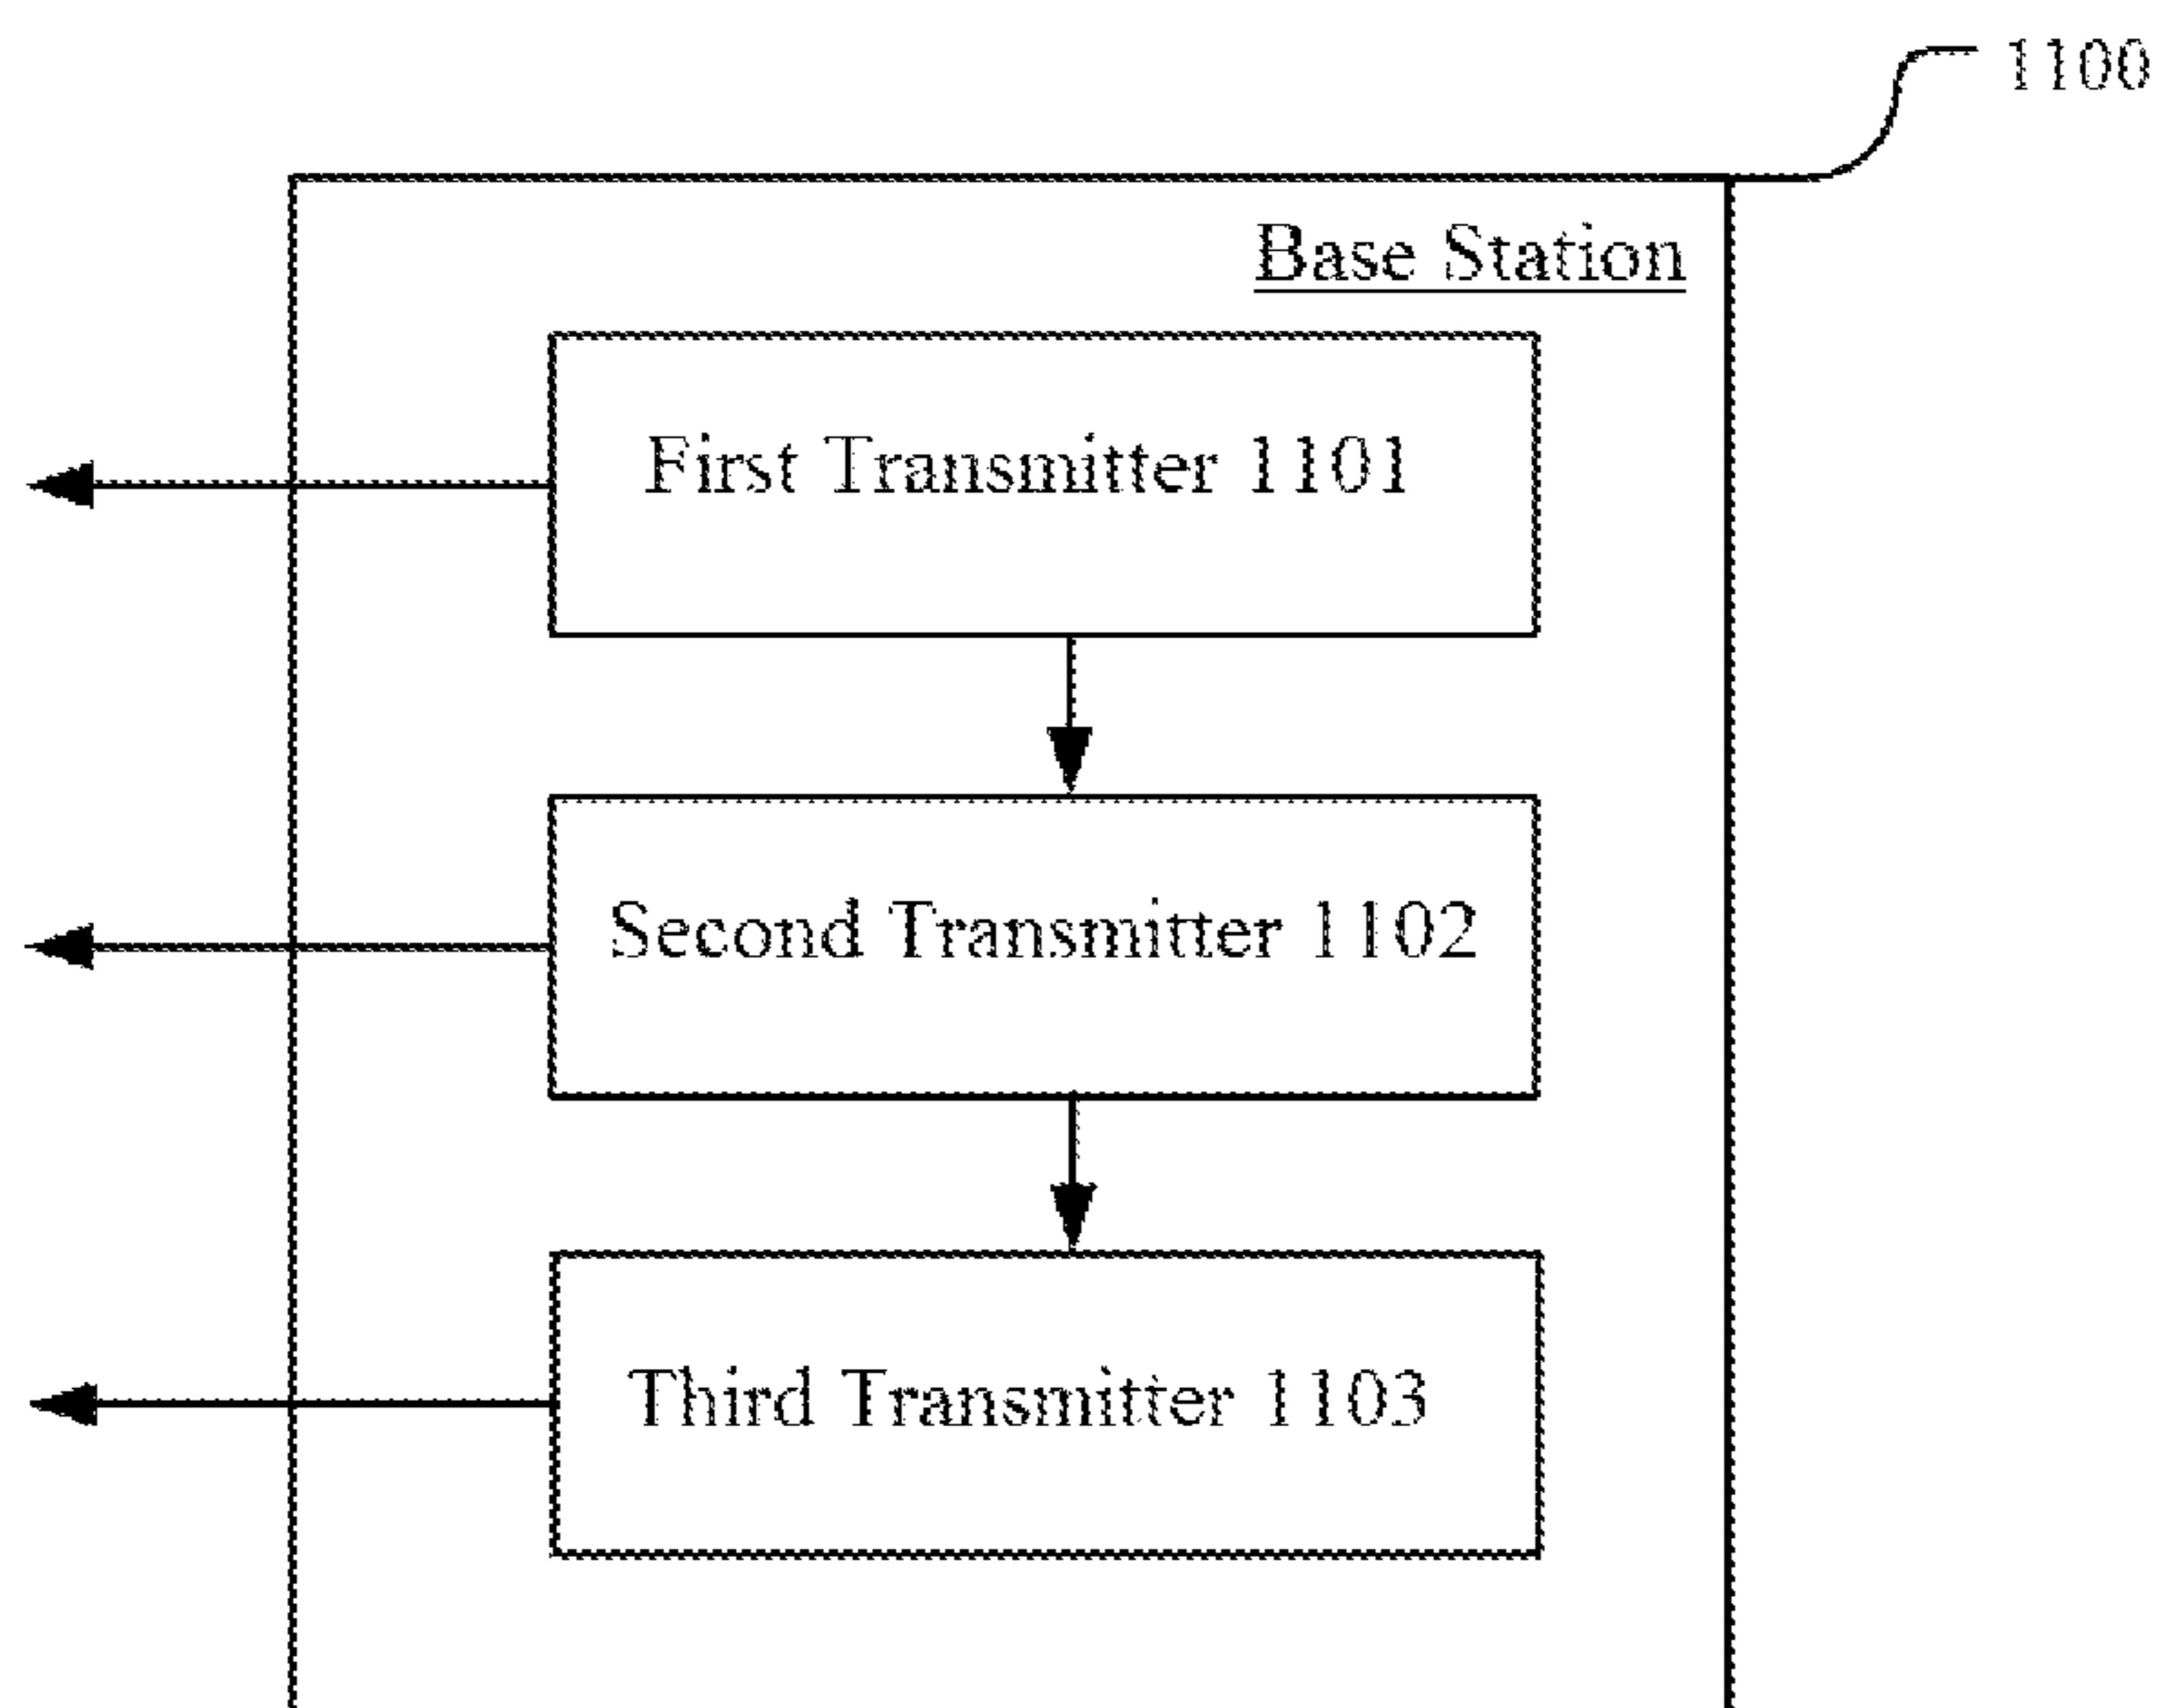 1100
Base Station
First Transmitter 1101
Second Transmitter 1102
Third Transmitter 1103